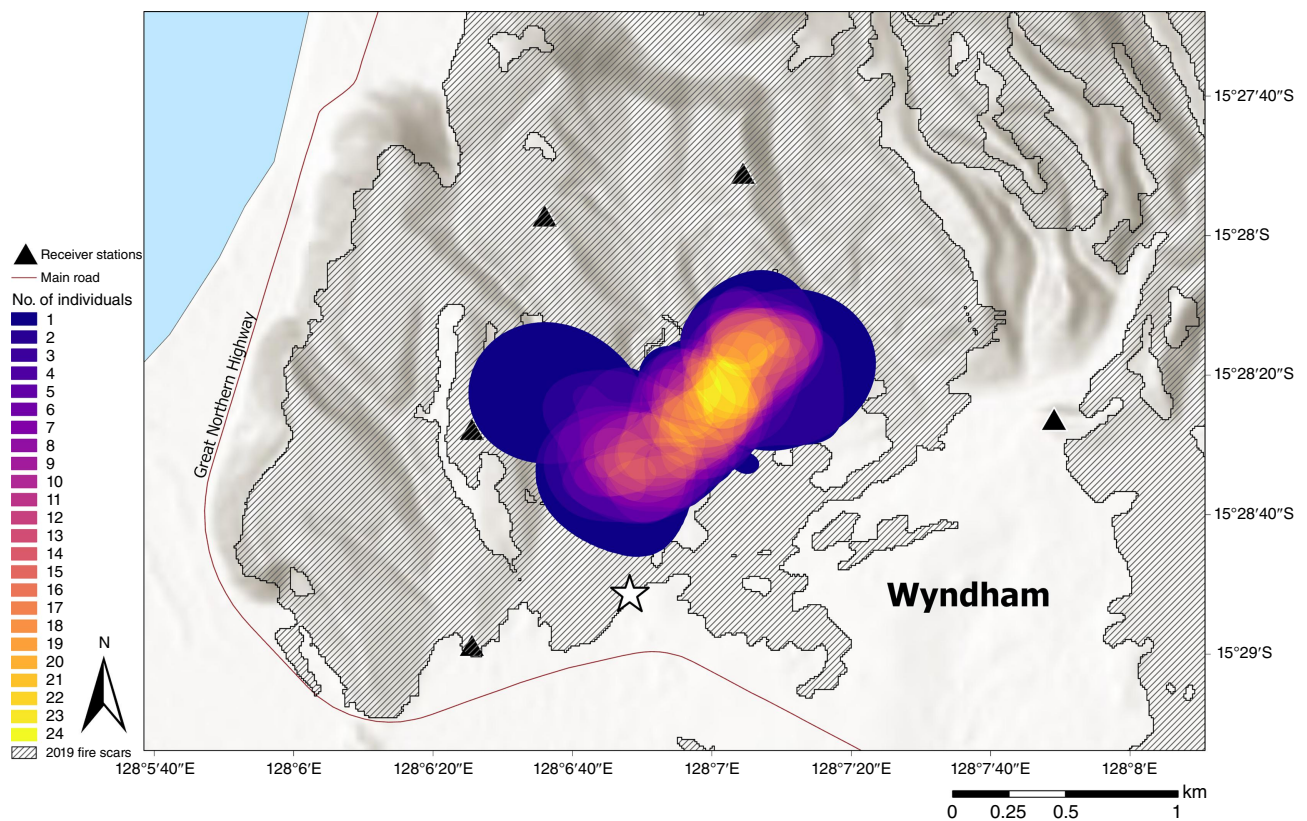 15°27′40″S
15°28′S
15°28′20″S
15°28′40″S
15°29′S
Receiver stations
Main road
No. of individuals
1
2
3
4
5
6
7
8
9
10
11
12
13
14
15
16
17
18
19
20
21
22
23
24
2019 fire scars
N
Great Northern Highway
Wyndham
128°5′40″E
128°6′E
128°6′20″E
128°6′40″E
128°7′E
128°7′20″E
128°7′40″E
128°8′E
km
0 0.25 0.5 1